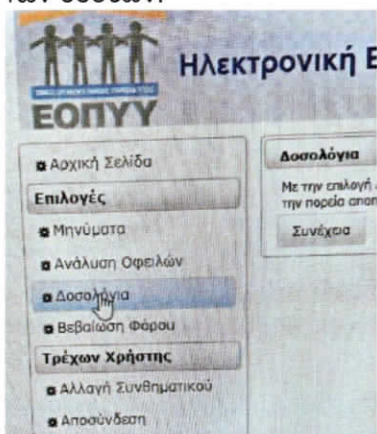 Ηλεκτρονική Ε
ΕΟΠΥΥ
Αρχική Σελίδα
Επιλογές
Μηνύματα
Ανάλυση Οφειλών
Δοσολόγια
Βεβαίωση Φόρου
Τρέχων Χρήστης
Αλλαγή Συνθηματικού
Αποσύνδεση
Δοσολόγια
Με την επιλογή
την πορεία αποπ
Συνέχεια